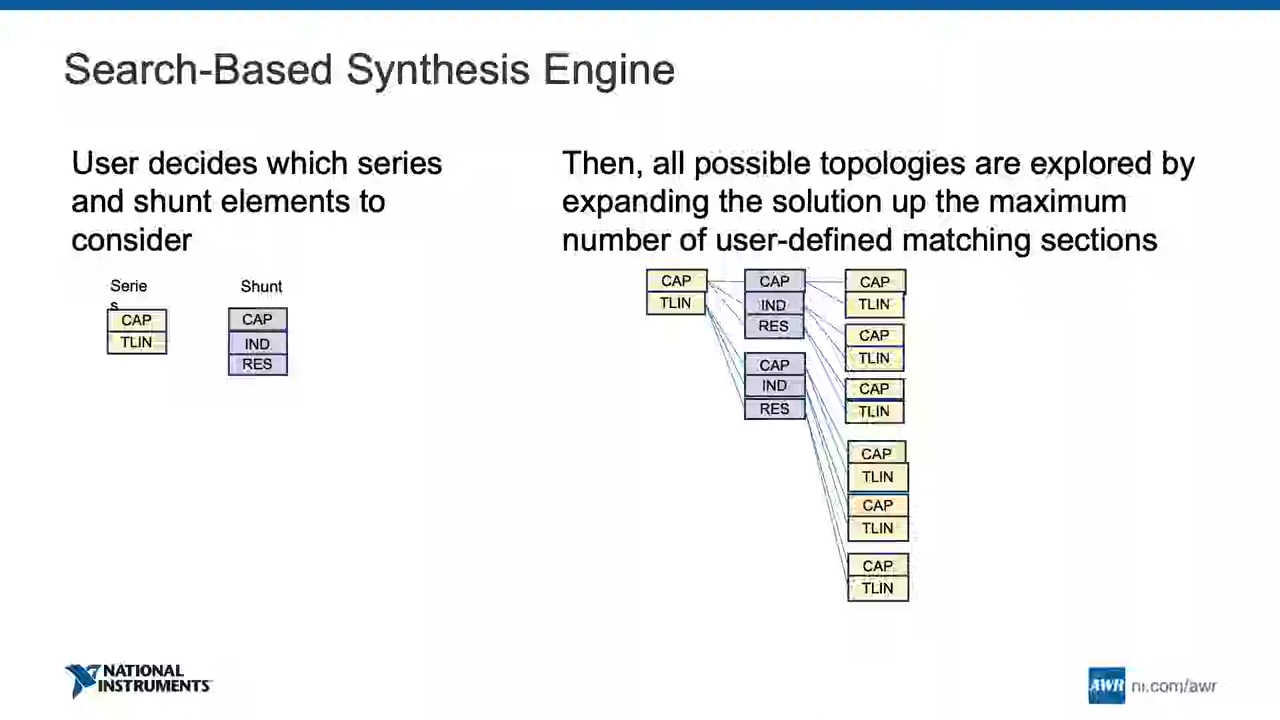 Search-Based Synthesis Engine
User decides which series
and shunt elements to
consider
Then, all possible topologies are explored by
expanding the solution up the maximum
number of user-defined matching sections
Serie
s
Shunt
CAP
TLIN
CAP
IND
RES
CAP
TLIN
CAP
IND
RES
CAP
IND
RES
CAP
TLIN
CAP
TLIN
CAP
TLIN
CAP
TLIN
CAP
TLIN
CAP
TLIN
NATIONAL
INSTRUMENTS
AWR ni.com/awr